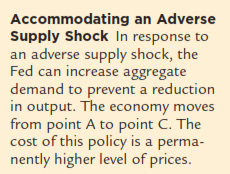 Accommodating an Adverse
Supply Shock In response to
an adverse supply shock, the
Fed can increase aggregate
demand to prevent a reduction
in output. The economy moves
from point A to point C. The
cost of this policy is a perma-
nently higher level of prices.